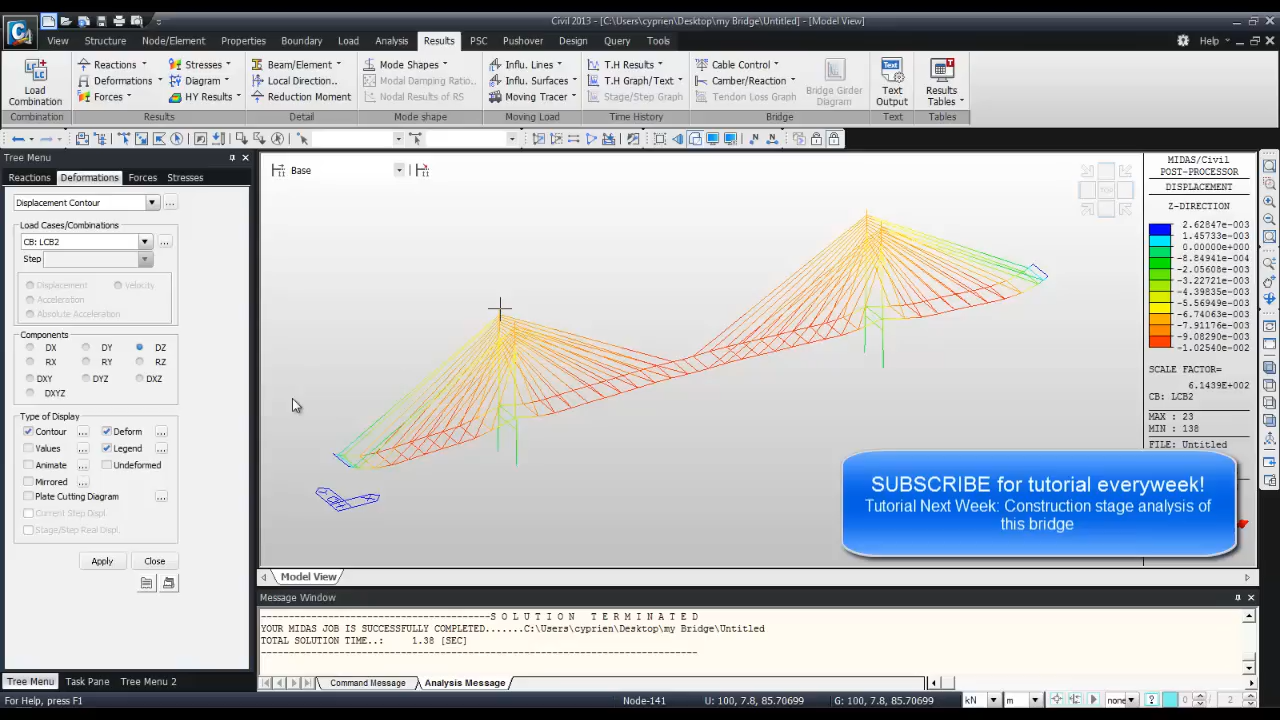 Civil 2013 - [C:\Users\cyprien\Desktop\my Bridge\Untitled] - [Model View]
View Structure Node/Element Properties Boundary Load Analysis Results PSC Pushover Design Query Tools Help
Load Combination
Combination
Reactions
Deformations
Forces
Stresses
Diagram
HY Results
Results
Beam/Element
Local Direction..
Reduction Moment
Detail
Mode Shapes
Modal Damping Ratio..
Nodal Results of RS
Mode shape
Influ. Lines
Influ. Surfaces
Moving Tracer
Moving Load
T.H Results
T.H Graph/Text
Stage/Step Graph
Time History
Cable Control
Camber/Reaction
Tendon Loss Graph
Bridge Girder Diagram
Bridge
Text Output
Text
Results Tables
Tables
Tree Menu
Reactions Deformations Forces Stresses
Displacement Contour
Load Cases/Combinations
CB: LCB2
Step
Displacement Velocity
Acceleration
Absolute Acceleration
Components
DX DY DZ
RX RY RZ
DXY DYZ DXZ
DXYZ
Type of Display
Contour Deform
Values Legend
Animate Undeformed
Mirrored
Plate Cutting Diagram
Current Step Displ.
Stage/Step Real Displ.
Apply Close
Tree Menu Task Pane Tree Menu 2
Base
TOP
MIDAS/Civil
POST-PROCESSOR
DISPLACEMENT
Z-DIRECTION
2.62847e-003
1.45733e-003
0.00000e+000
-8.84941e-004
-2.05608e-003
-3.22721e-003
-4.39835e-003
-5.56949e-003
-6.74062e-003
-7.91176e-003
-9.08290e-003
-1.02540e-002
SCALE FACTOR=
6.1439E+002
CB: LCB2
MAX : 23
MIN : 138
FILE: Untitled
SUBSCRIBE for tutorial everyweek!
Tutorial Next Week: Construction stage analysis of
this bridge
Model View
Message Window
SOLUTION TERMINATED
YOUR MIDAS JOB IS SUCCESSFULLY COMPLETED.......C:\Users\cyprien\Desktop\my Bridge\Untitled
TOTAL SOLUTION TIME..: 1.38 [SEC]
Command Message Analysis Message
For Help, press F1 Node-141 U: 100, 7.8, 85.70699 G: 100, 7.8, 85.70699 kN m none 0 / 2